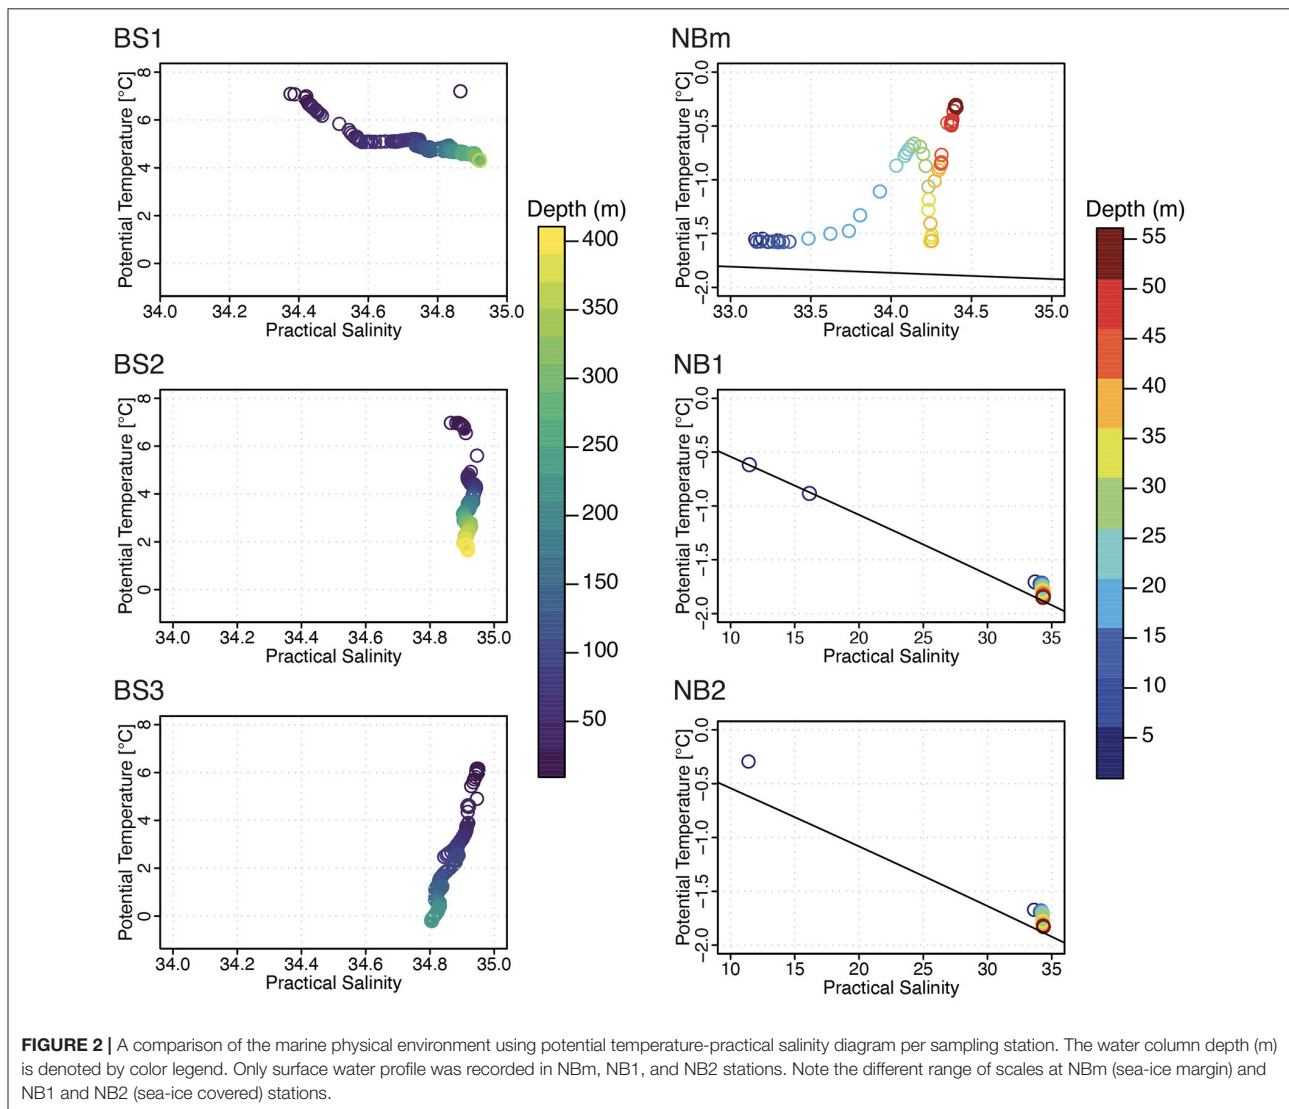 BS1
Potential Temperature [°C]
8
6
4
2
0
34.0 34.2 34.4 34.6 34.8 35.0
Practical Salinity
BS2
Potential Temperature [°C]
8
6
4
2
0
34.0 34.2 34.4 34.6 34.8 35.0
Practical Salinity
BS3
Potential Temperature [°C]
8
6
4
2
0
34.0 34.2 34.4 34.6 34.8 35.0
Practical Salinity
Depth (m)
400
350
300
250
200
150
100
50
NBm
Potential Temperature [°C]
0.0
−0.5
−1.0
−1.5
−2.0
33.0 33.5 34.0 34.5 35.0
Practical Salinity
NB1
Potential Temperature [°C]
0.0
−0.5
−1.0
−1.5
−2.0
10 15 20 25 30 35
Practical Salinity
NB2
Potential Temperature [°C]
0.0
−0.5
−1.0
−1.5
−2.0
10 15 20 25 30 35
Practical Salinity
Depth (m)
55
50
45
40
35
30
25
20
15
10
5
FIGURE 2 | A comparison of the marine physical environment using potential temperature-practical salinity diagram per sampling station. The water column depth (m)
is denoted by color legend. Only surface water profile was recorded in NBm, NB1, and NB2 stations. Note the different range of scales at NBm (sea-ice margin) and
NB1 and NB2 (sea-ice covered) stations.